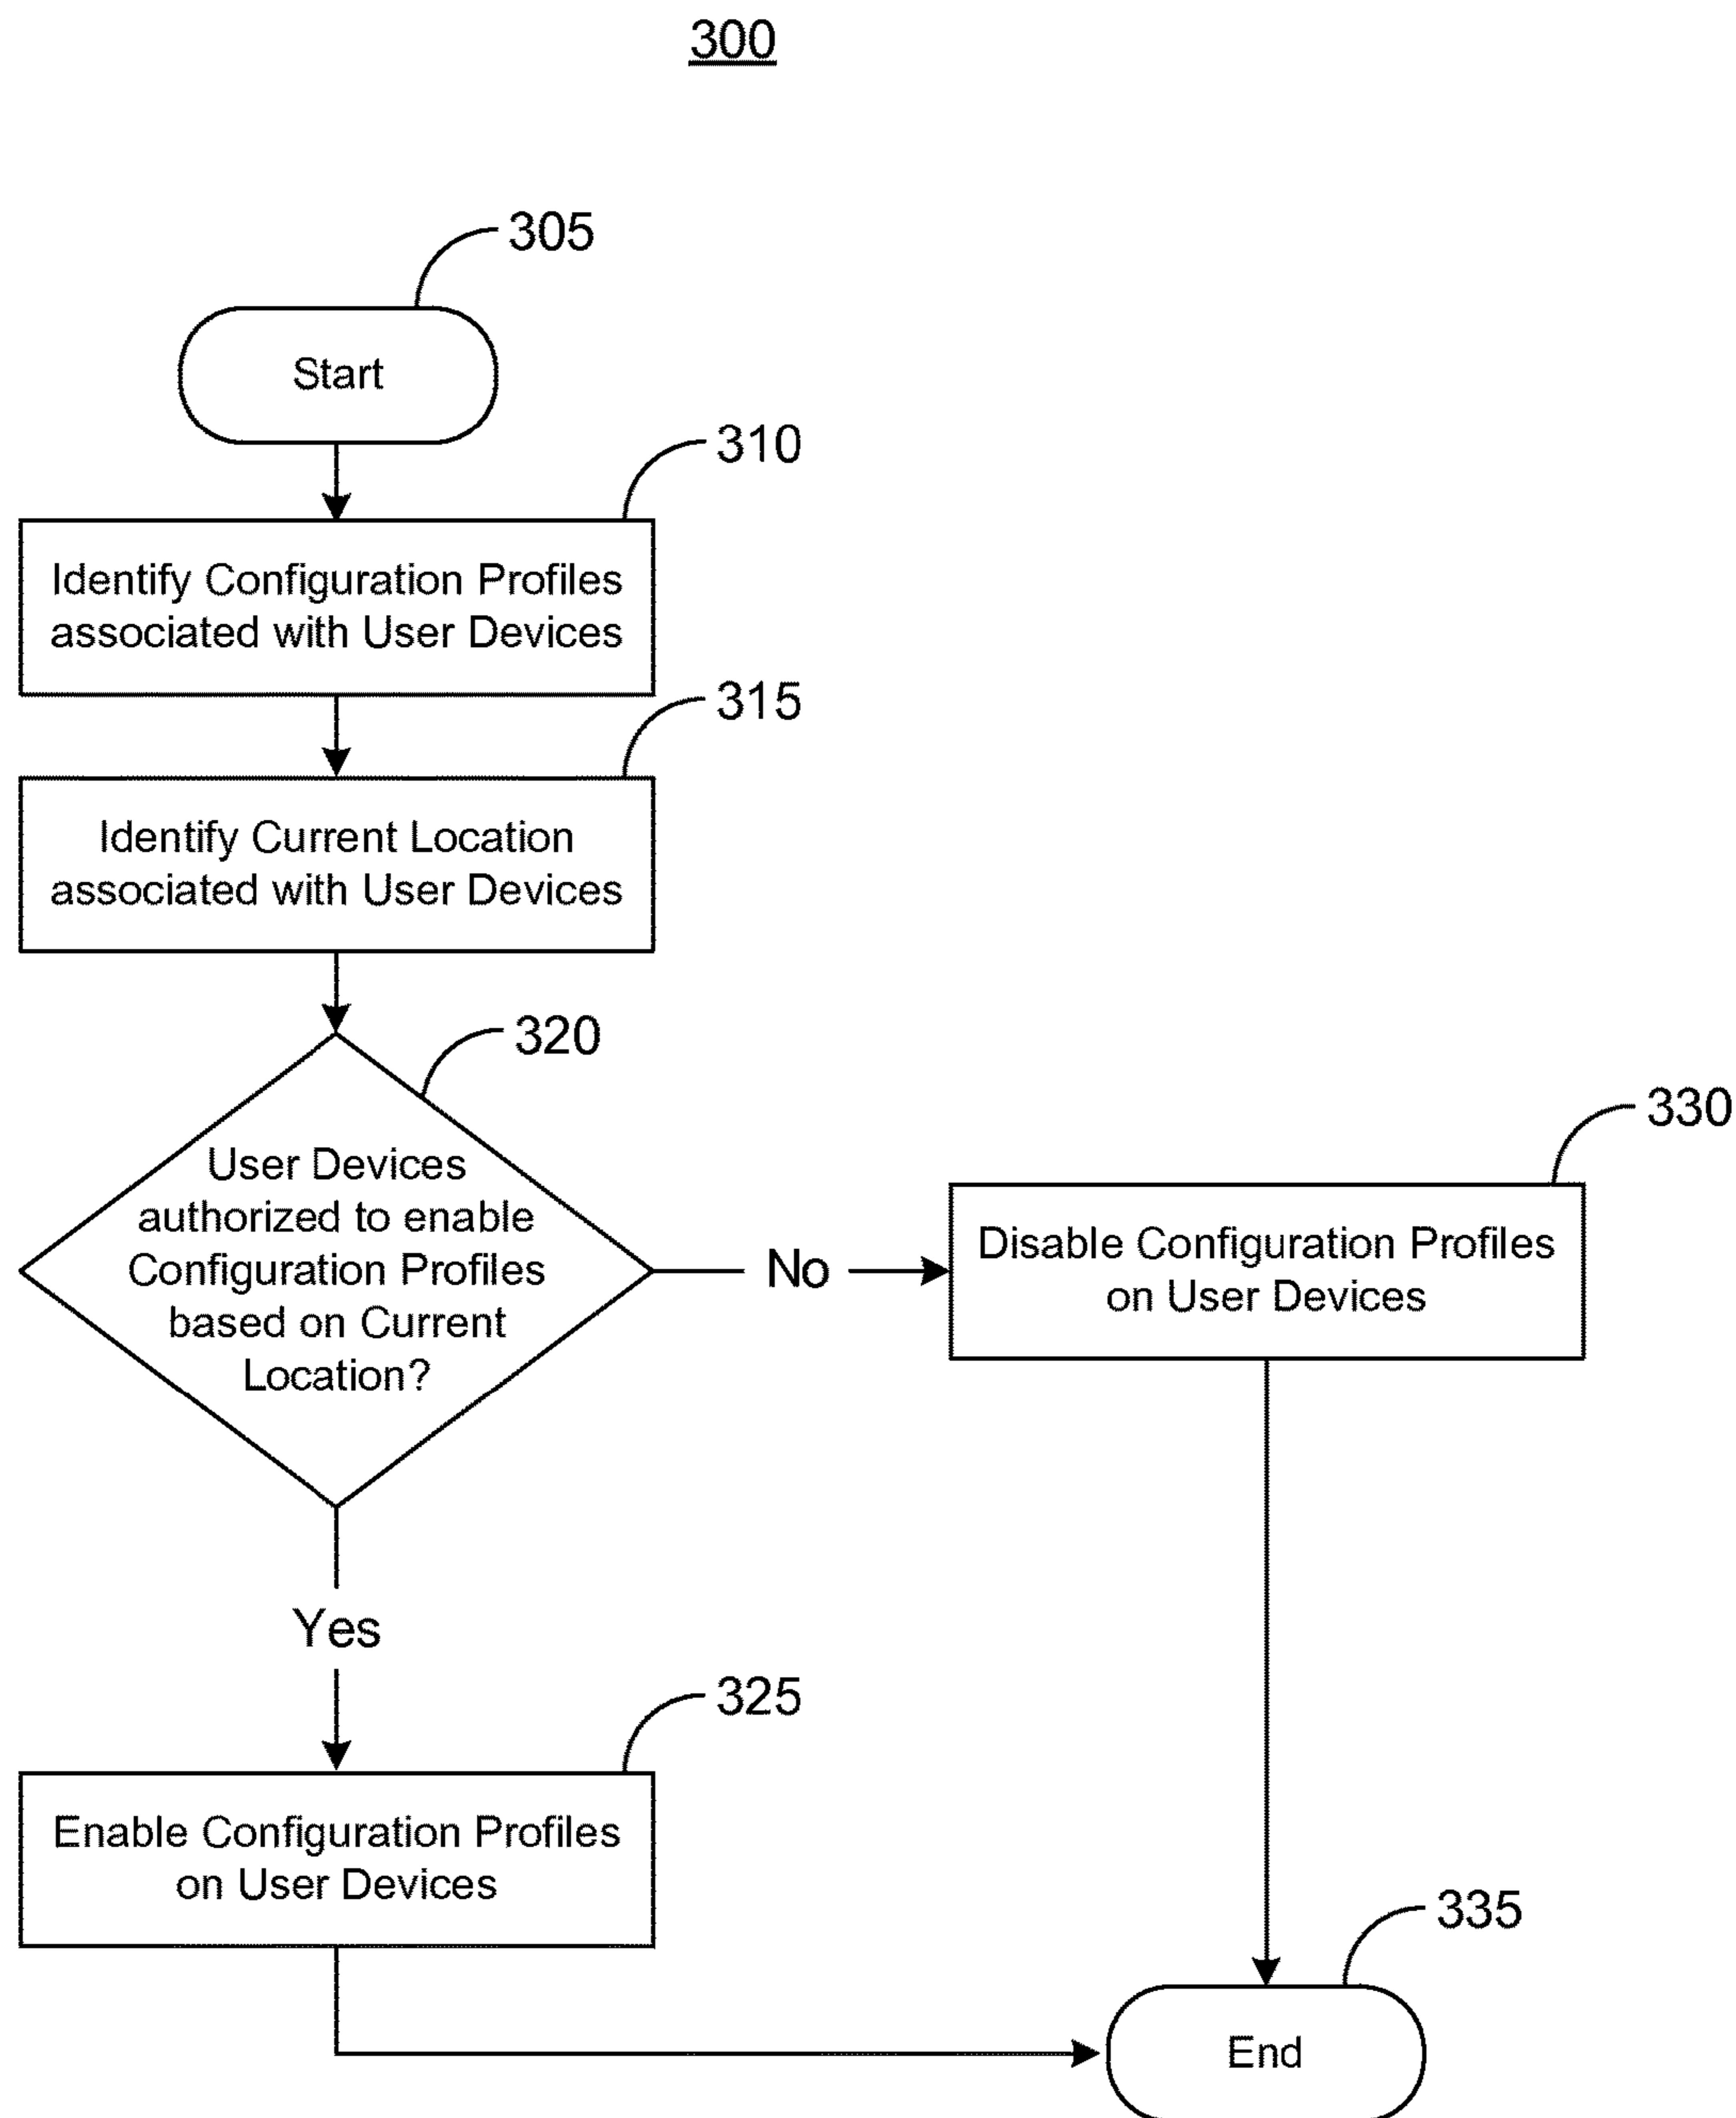 300
305
Start
310
Identify Configuration Profiles
associated with User Devices
315
Identify Current Location
associated with User Devices
320
User Devices
authorized to enable
Configuration Profiles
based on Current
Location?
No
330
Disable Configuration Profiles
on User Devices
Yes
325
Enable Configuration Profiles
on User Devices
335
End